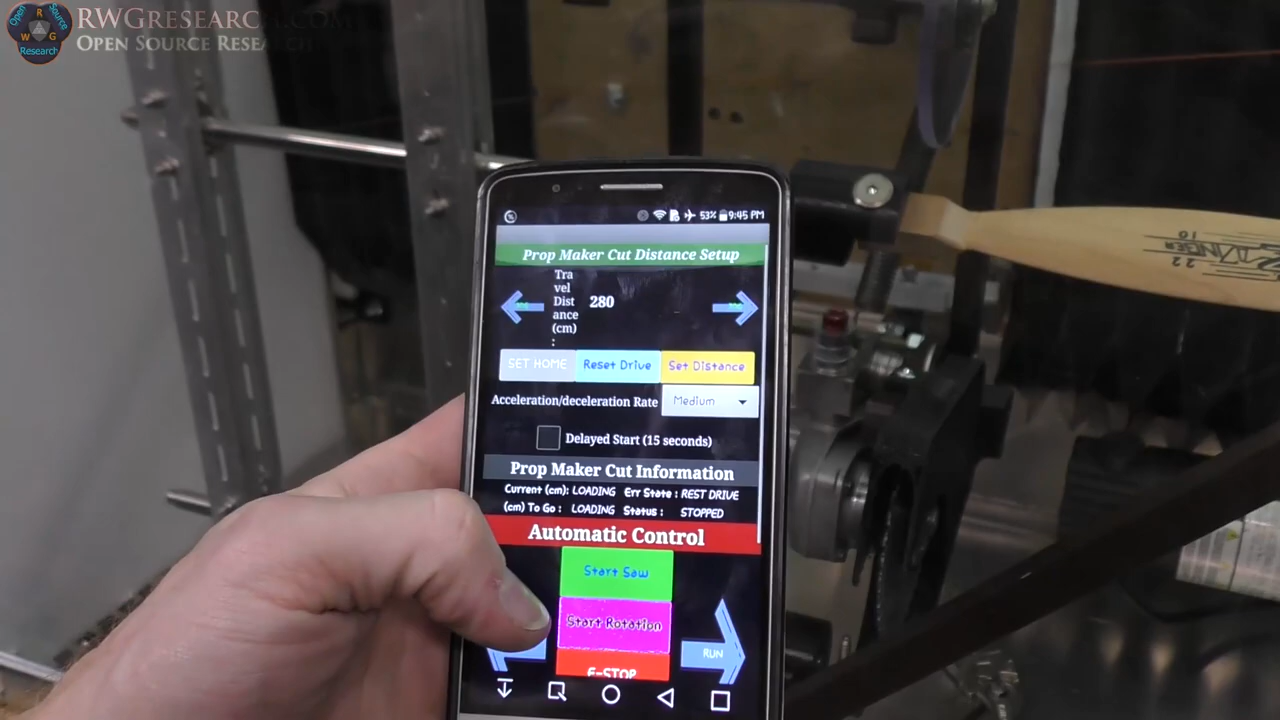 Open Source
R
W G
Research
RWGRESEARCH.COM
OPEN SOURCE RESEARCH
53% 9:45 PM
Prop Maker Cut Distance Setup
Tra
vel
Dist
ance
(cm)
:
280
SET HOME Reset Drive Set Distance
Acceleration/deceleration Rate Medium
Delayed Start (15 seconds)
Prop Maker Cut Information
Current (cm): LOADING Err State : REST DRIVE
(cm) To Go : LOADING Status : STOPPED
Automatic Control
Start Saw
Start Rotation
RUN
E-STOP
22
10